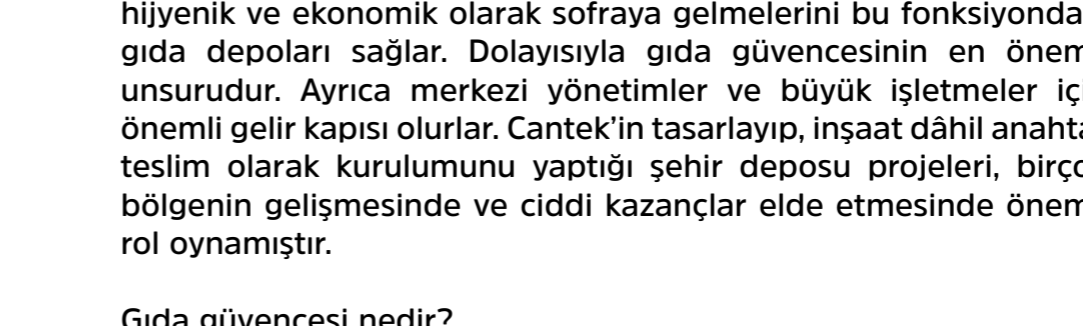 hijyenik ve ekonomik olarak sofraya gelmelerini bu fonksiyonda
gıda depoları sağlar. Dolayısıyla gıda güvencesinin en önem
unsurudur. Ayrıca merkezi yönetimler ve büyük işletmeler iç
önemli gelir kapısı olurlar. Cantek’in tasarlayıp, inşaat dâhil anahta
teslim olarak kurulumunu yaptığı şehir deposu projeleri, birço
bölgenin gelişmesinde ve ciddi kazançlar elde etmesinde önem
rol oynamıştır.
Gıda güvencesi nedir?